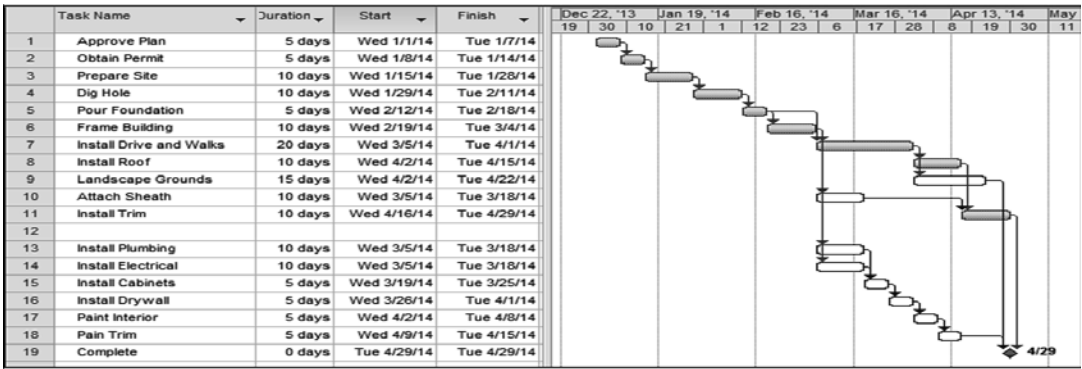 Task Name Duration Start Finish Dec 22, '13 Jan 19, '14 Feb 16, '14 Mar 16, '14 Apr 13, '14 May
19 30 10 21 1 12 23 6 17 28 8 19 30 11
1 Approve Plan 5 days Wed 1/1/14 Tue 1/7/14
2 Obtain Permit 5 days Wed 1/8/14 Tue 1/14/14
3 Prepare Site 10 days Wed 1/15/14 Tue 1/28/14
4 Dig Hole 10 days Wed 1/29/14 Tue 2/11/14
5 Pour Foundation 5 days Wed 2/12/14 Tue 2/18/14
6 Frame Building 10 days Wed 2/19/14 Tue 3/4/14
7 Install Drive and Walks 20 days Wed 3/5/14 Tue 4/1/14
8 Install Roof 10 days Wed 4/2/14 Tue 4/15/14
9 Landscape Grounds 15 days Wed 4/2/14 Tue 4/22/14
10 Attach Sheath 10 days Wed 3/5/14 Tue 3/18/14
11 Install Trim 10 days Wed 4/16/14 Tue 4/29/14
12
13 Install Plumbing 10 days Wed 3/5/14 Tue 3/18/14
14 Install Electrical 10 days Wed 3/5/14 Tue 3/18/14
15 Install Cabinets 5 days Wed 3/19/14 Tue 3/25/14
16 Install Drywall 5 days Wed 3/26/14 Tue 4/1/14
17 Paint Interior 5 days Wed 4/2/14 Tue 4/8/14
18 Pain Trim 5 days Wed 4/9/14 Tue 4/15/14
19 Complete 0 days Tue 4/29/14 Tue 4/29/14 4/29